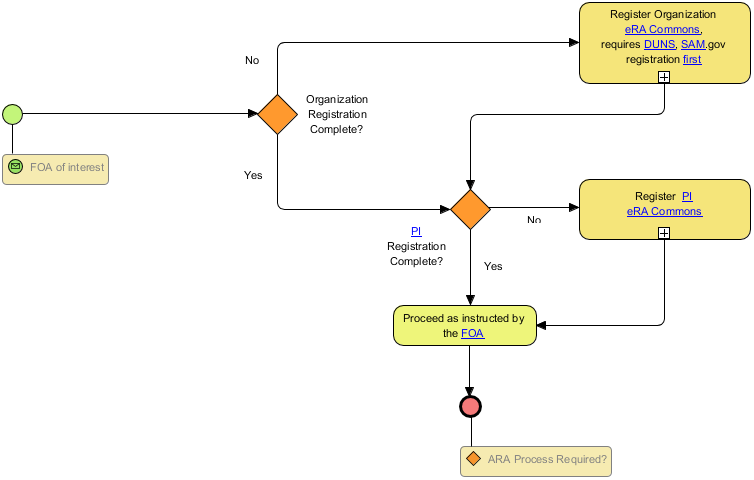 Register Organization
eRA Commons,
requires DUNS, SAM.gov
registration first
No
Organization
Registration
Complete?
FOA of interest
Yes
Register PI
eRA Commons
No
PI
Registration
Complete?
Yes
Proceed as instructed by
the FOA
ARA Process Required?